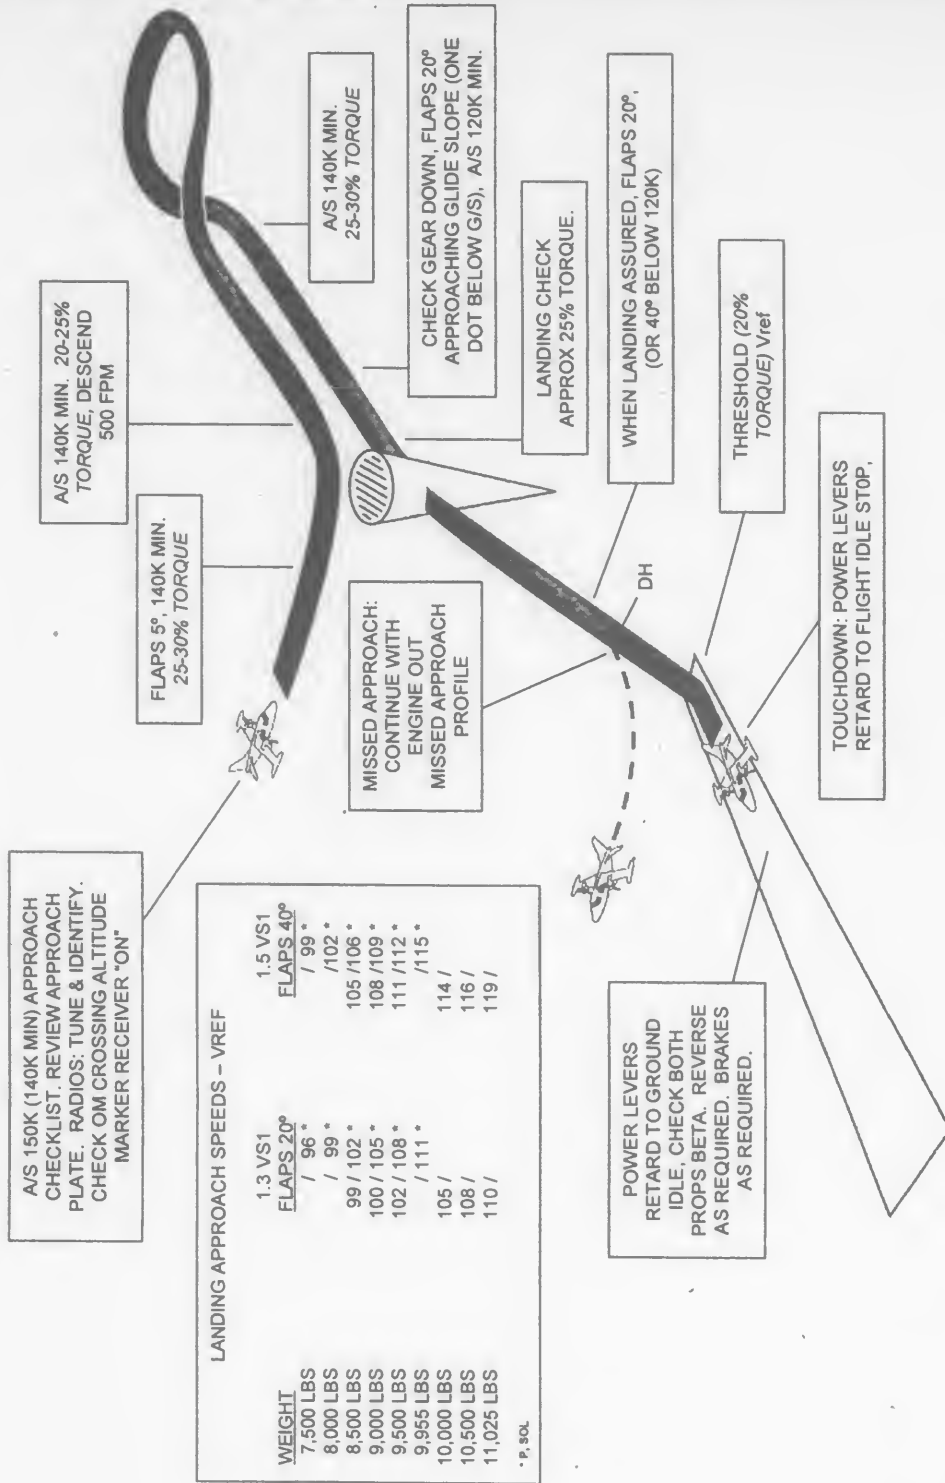 A/S 150K (140K MIN) APPROACH
CHECKLIST. REVIEW APPROACH
PLATE. RADIOS: TUNE & IDENTIFY.
CHECK OM CROSSING ALTITUDE
MARKER RECEIVER "ON"
FLAPS 5º, 140K MIN.
25-30% TORQUE
A/S 140K MIN. 20-25%
TORQUE, DESCEND
500 FPM
A/S 140K MIN.
25-30% TORQUE
CHECK GEAR DOWN, FLAPS 20º
APPROACHING GLIDE SLOPE (ONE
DOT BELOW G/S), A/S 120K MIN.
LANDING CHECK
APPROX 25% TORQUE.
WHEN LANDING ASSURED, FLAPS 20º,
(OR 40º BELOW 120K)
MISSED APPROACH:
CONTINUE WITH
ENGINE OUT
MISSED APPROACH
PROFILE
DH
THRESHOLD (20%
TORQUE) Vref
TOUCHDOWN: POWER LEVERS
RETARD TO FLIGHT IDLE STOP,
POWER LEVERS
RETARD TO GROUND
IDLE, CHECK BOTH
PROPS BETA. REVERSE
AS REQUIRED. BRAKES
AS REQUIRED.
LANDING APPROACH SPEEDS – VREF
1.3 VS1 1.5 VS1
WEIGHT FLAPS 20º FLAPS 40º
7,500 LBS / 96 * / 99 *
8,000 LBS / 99 * /102 *
8,500 LBS 99 / 102 * 105 /106 *
9,000 LBS 100 / 105 * 108 /109 *
9,500 LBS 102 / 108 * 111 /112 *
9,955 LBS / 111 * /115 *
10,000 LBS 105 / 114 /
10,500 LBS 108 / 116 /
11,025 LBS 110 / 119 /
* P, SOL